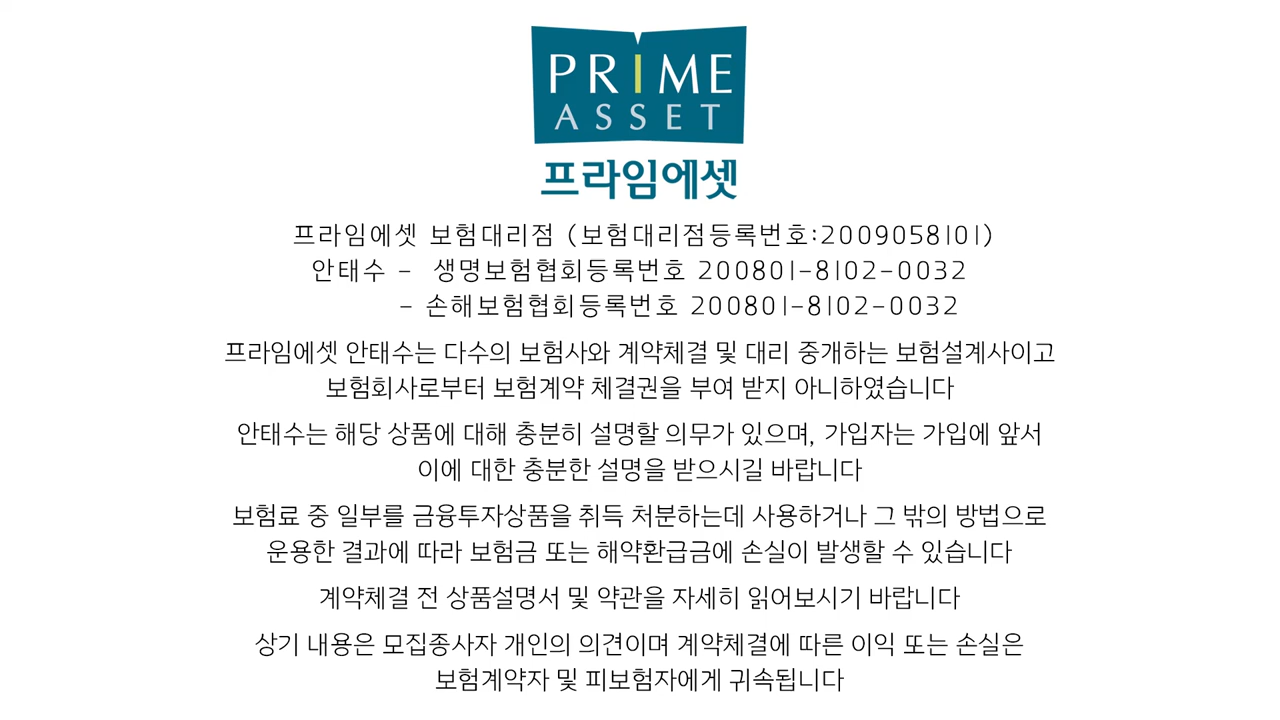 PRIME
ASSET
프라임에셋
프라임에셋 보험대리점 (보험대리점등록번호:2009058101)
안태수 - 생명보험협회등록번호 200801-8102-0032
- 손해보험협회등록번호 200801-8102-0032
프라임에셋 안태수는 다수의 보험사와 계약체결 및 대리 중개하는 보험설계사이고
보험회사로부터 보험계약 체결권을 부여 받지 아니하였습니다
안태수는 해당 상품에 대해 충분히 설명할 의무가 있으며, 가입자는 가입에 앞서
이에 대한 충분한 설명을 받으시길 바랍니다
보험료 중 일부를 금융투자상품을 취득 처분하는데 사용하거나 그 밖의 방법으로
운용한 결과에 따라 보험금 또는 해약환급금에 손실이 발생할 수 있습니다
계약체결 전 상품설명서 및 약관을 자세히 읽어보시기 바랍니다
상기 내용은 모집종사자 개인의 의견이며 계약체결에 따른 이익 또는 손실은
보험계약자 및 피보험자에게 귀속됩니다